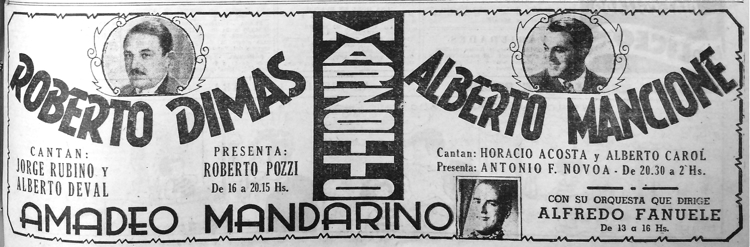 ROBERTO DIMAS
CANTAN:
JORGE RUBINO Y
ALBERTO DEVAL
PRESENTA:
ROBERTO POZZI
De 16 a 20.15 Hs.
MARZOTTO
ALBERTO MANCIONE
Cantan: HORACIO ACOSTA y ALBERTO CAROL
Presenta: ANTONIO F. NOVOA - De 20.30 a 2 Hs.
AMADEO MANDARINO
CON SU ORQUESTA QUE DIRIGE
ALFREDO FANUELE
De 13 a 16 Hs.